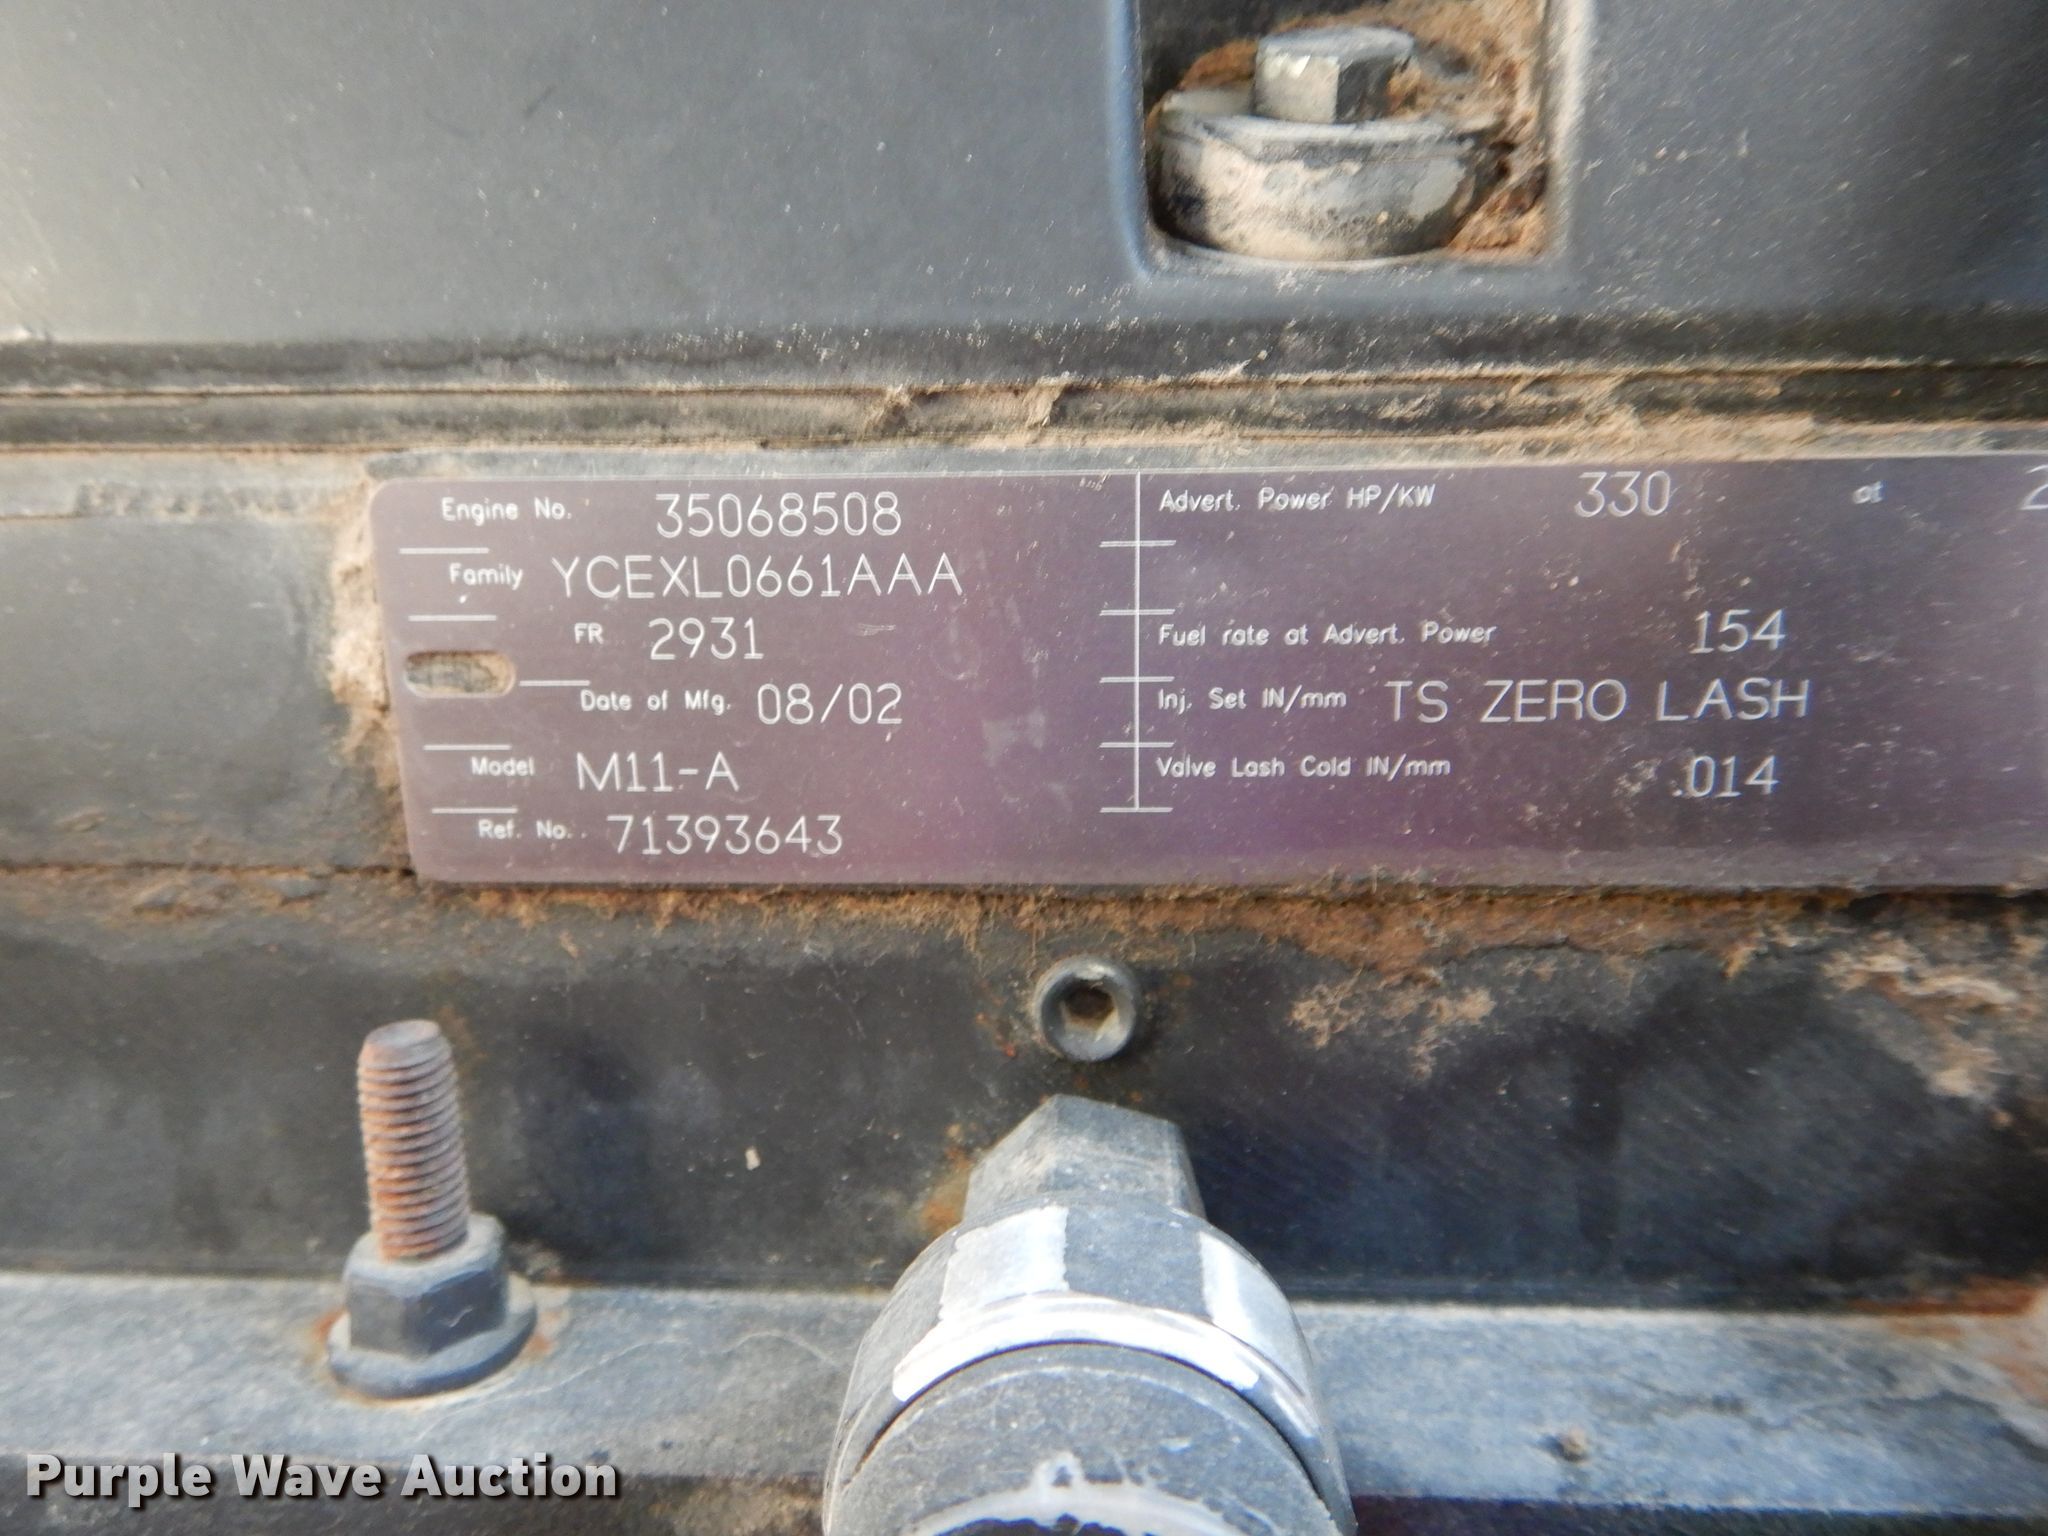 Engine No. 35068508
Family YCEXL0661AAA
FR 2931
Date of Mfg. 08/02
Model M11-A
Ref. No. 71393643
Advert. Power HP/KW 330 at 2
Fuel rate at Advert. Power 154
Inj. Set IN/mm TS ZERO LASH
Valve Lash Cold IN/mm .014
Purple Wave Auction